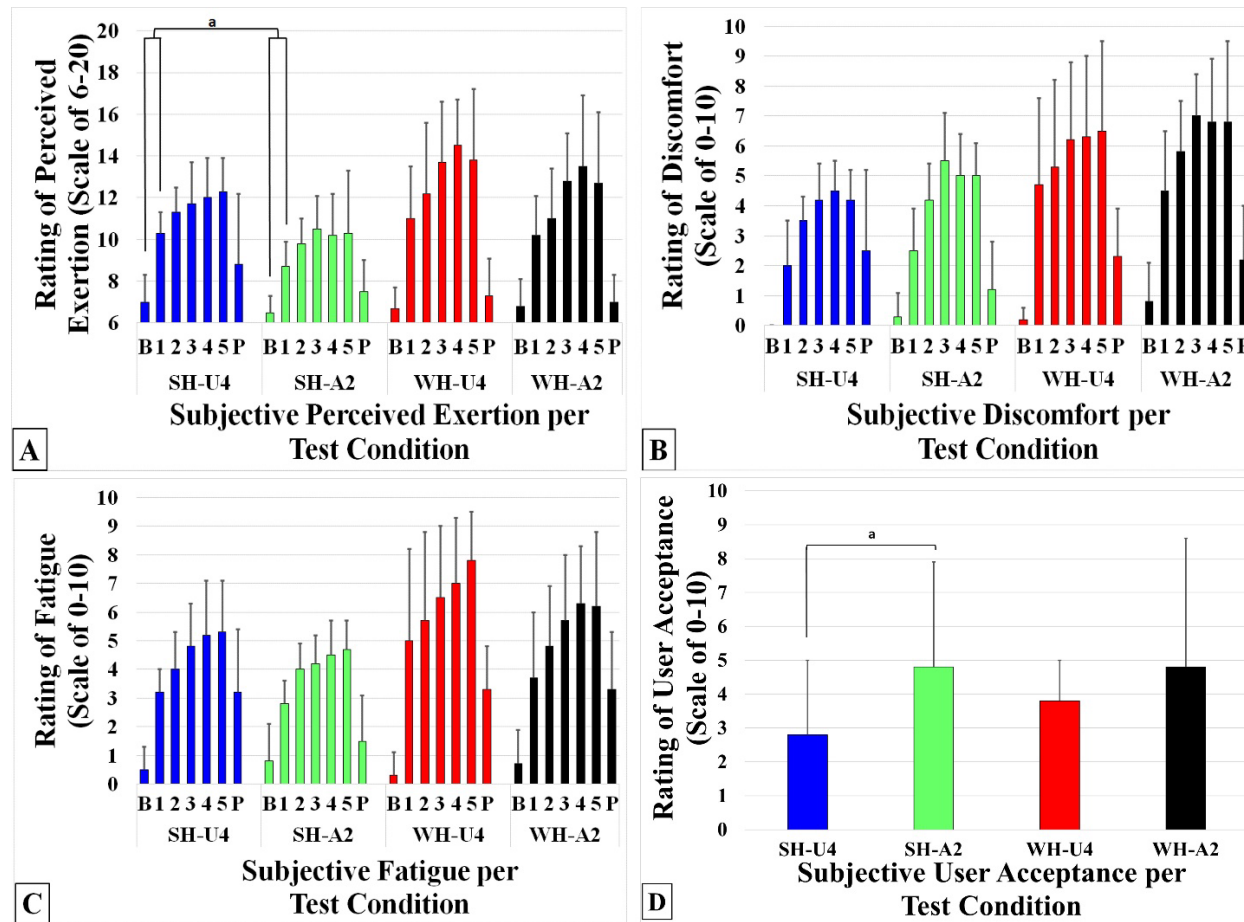 a
Rating of Perceived
Exertion (Scale of 6-20)
20
18
16
14
12
10
8
6
B 1 2 3 4 5 P B 1 2 3 4 5 P B 1 2 3 4 5 P B 1 2 3 4 5 P
SH-U4 SH-A2 WH-U4 WH-A2
Subjective Perceived Exertion per
Test Condition
A
Rating of Discomfort
(Scale of 0-10)
10
9
8
7
6
5
4
3
2
1
0
B 1 2 3 4 5 P B 1 2 3 4 5 P B 1 2 3 4 5 P B 1 2 3 4 5
SH-U4 SH-A2 WH-U4 WH-A2
Subjective Discomfort per
Test Condition
B
Rating of Fatigue
(Scale of 0-10)
10
9
8
7
6
5
4
3
2
1
0
B 1 2 3 4 5 P B 1 2 3 4 5 P B 1 2 3 4 5 P B 1 2 3 4 5 P
SH-U4 SH-A2 WH-U4 WH-A2
Subjective Fatigue per
Test Condition
C
a
Rating of User Acceptance
(Scale of 0-10)
10
9
8
7
6
5
4
3
2
1
0
SH-U4 SH-A2 WH-U4 WH-A2
Subjective User Acceptance per
Test Condition
D